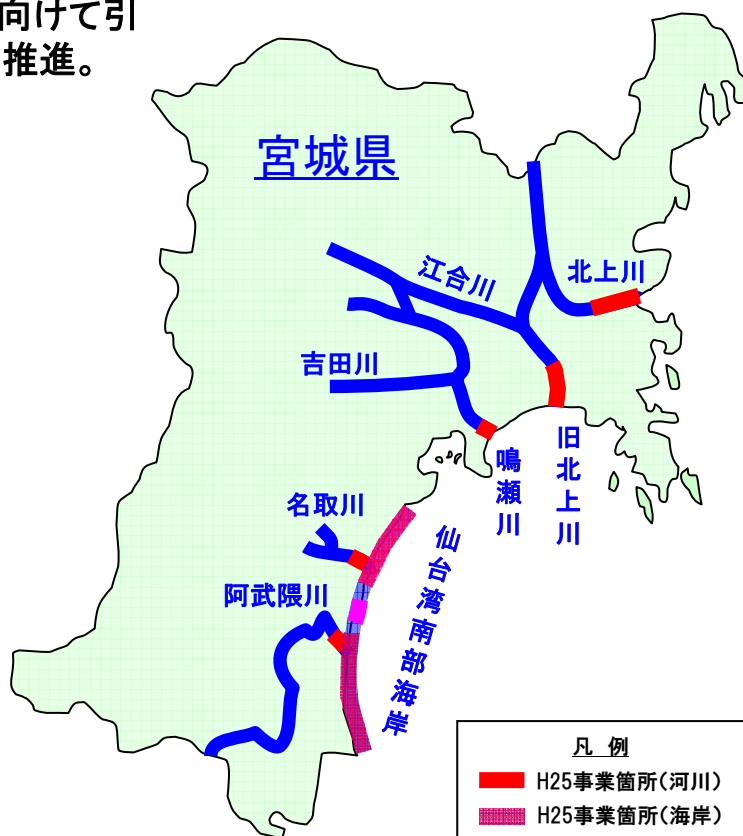 向けて引
推進。
宮城県
江合川
北上川
吉田川
鳴瀬川
旧北上川
名取川
仙台湾南部海岸
阿武隈川
凡 例
H25事業箇所(河川)
H25事業箇所(海岸)